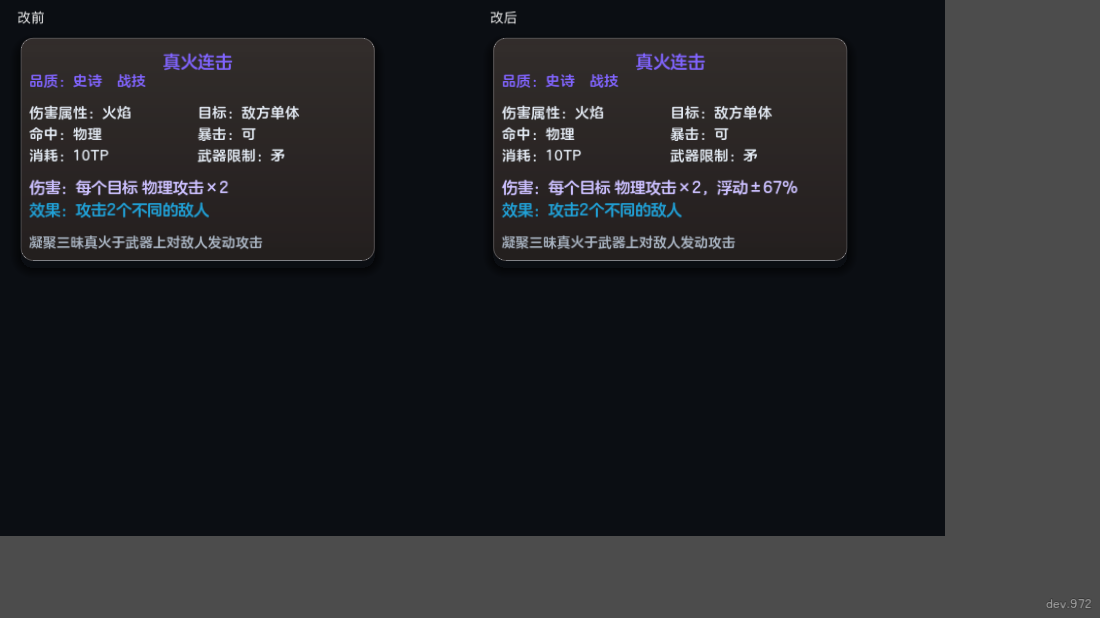 改前
真火连击
品质：史诗 战技
伤害属性：火焰 目标：敌方单体
命中：物理 暴击：可
消耗：10TP 武器限制：矛
伤害：每个目标 物理攻击×2
效果：攻击2个不同的敌人
凝聚三昧真火于武器上对敌人发动攻击
改后
真火连击
品质：史诗 战技
伤害属性：火焰 目标：敌方单体
命中：物理 暴击：可
消耗：10TP 武器限制：矛
伤害：每个目标 物理攻击×2，浮动±67%
效果：攻击2个不同的敌人
凝聚三昧真火于武器上对敌人发动攻击
dev.972